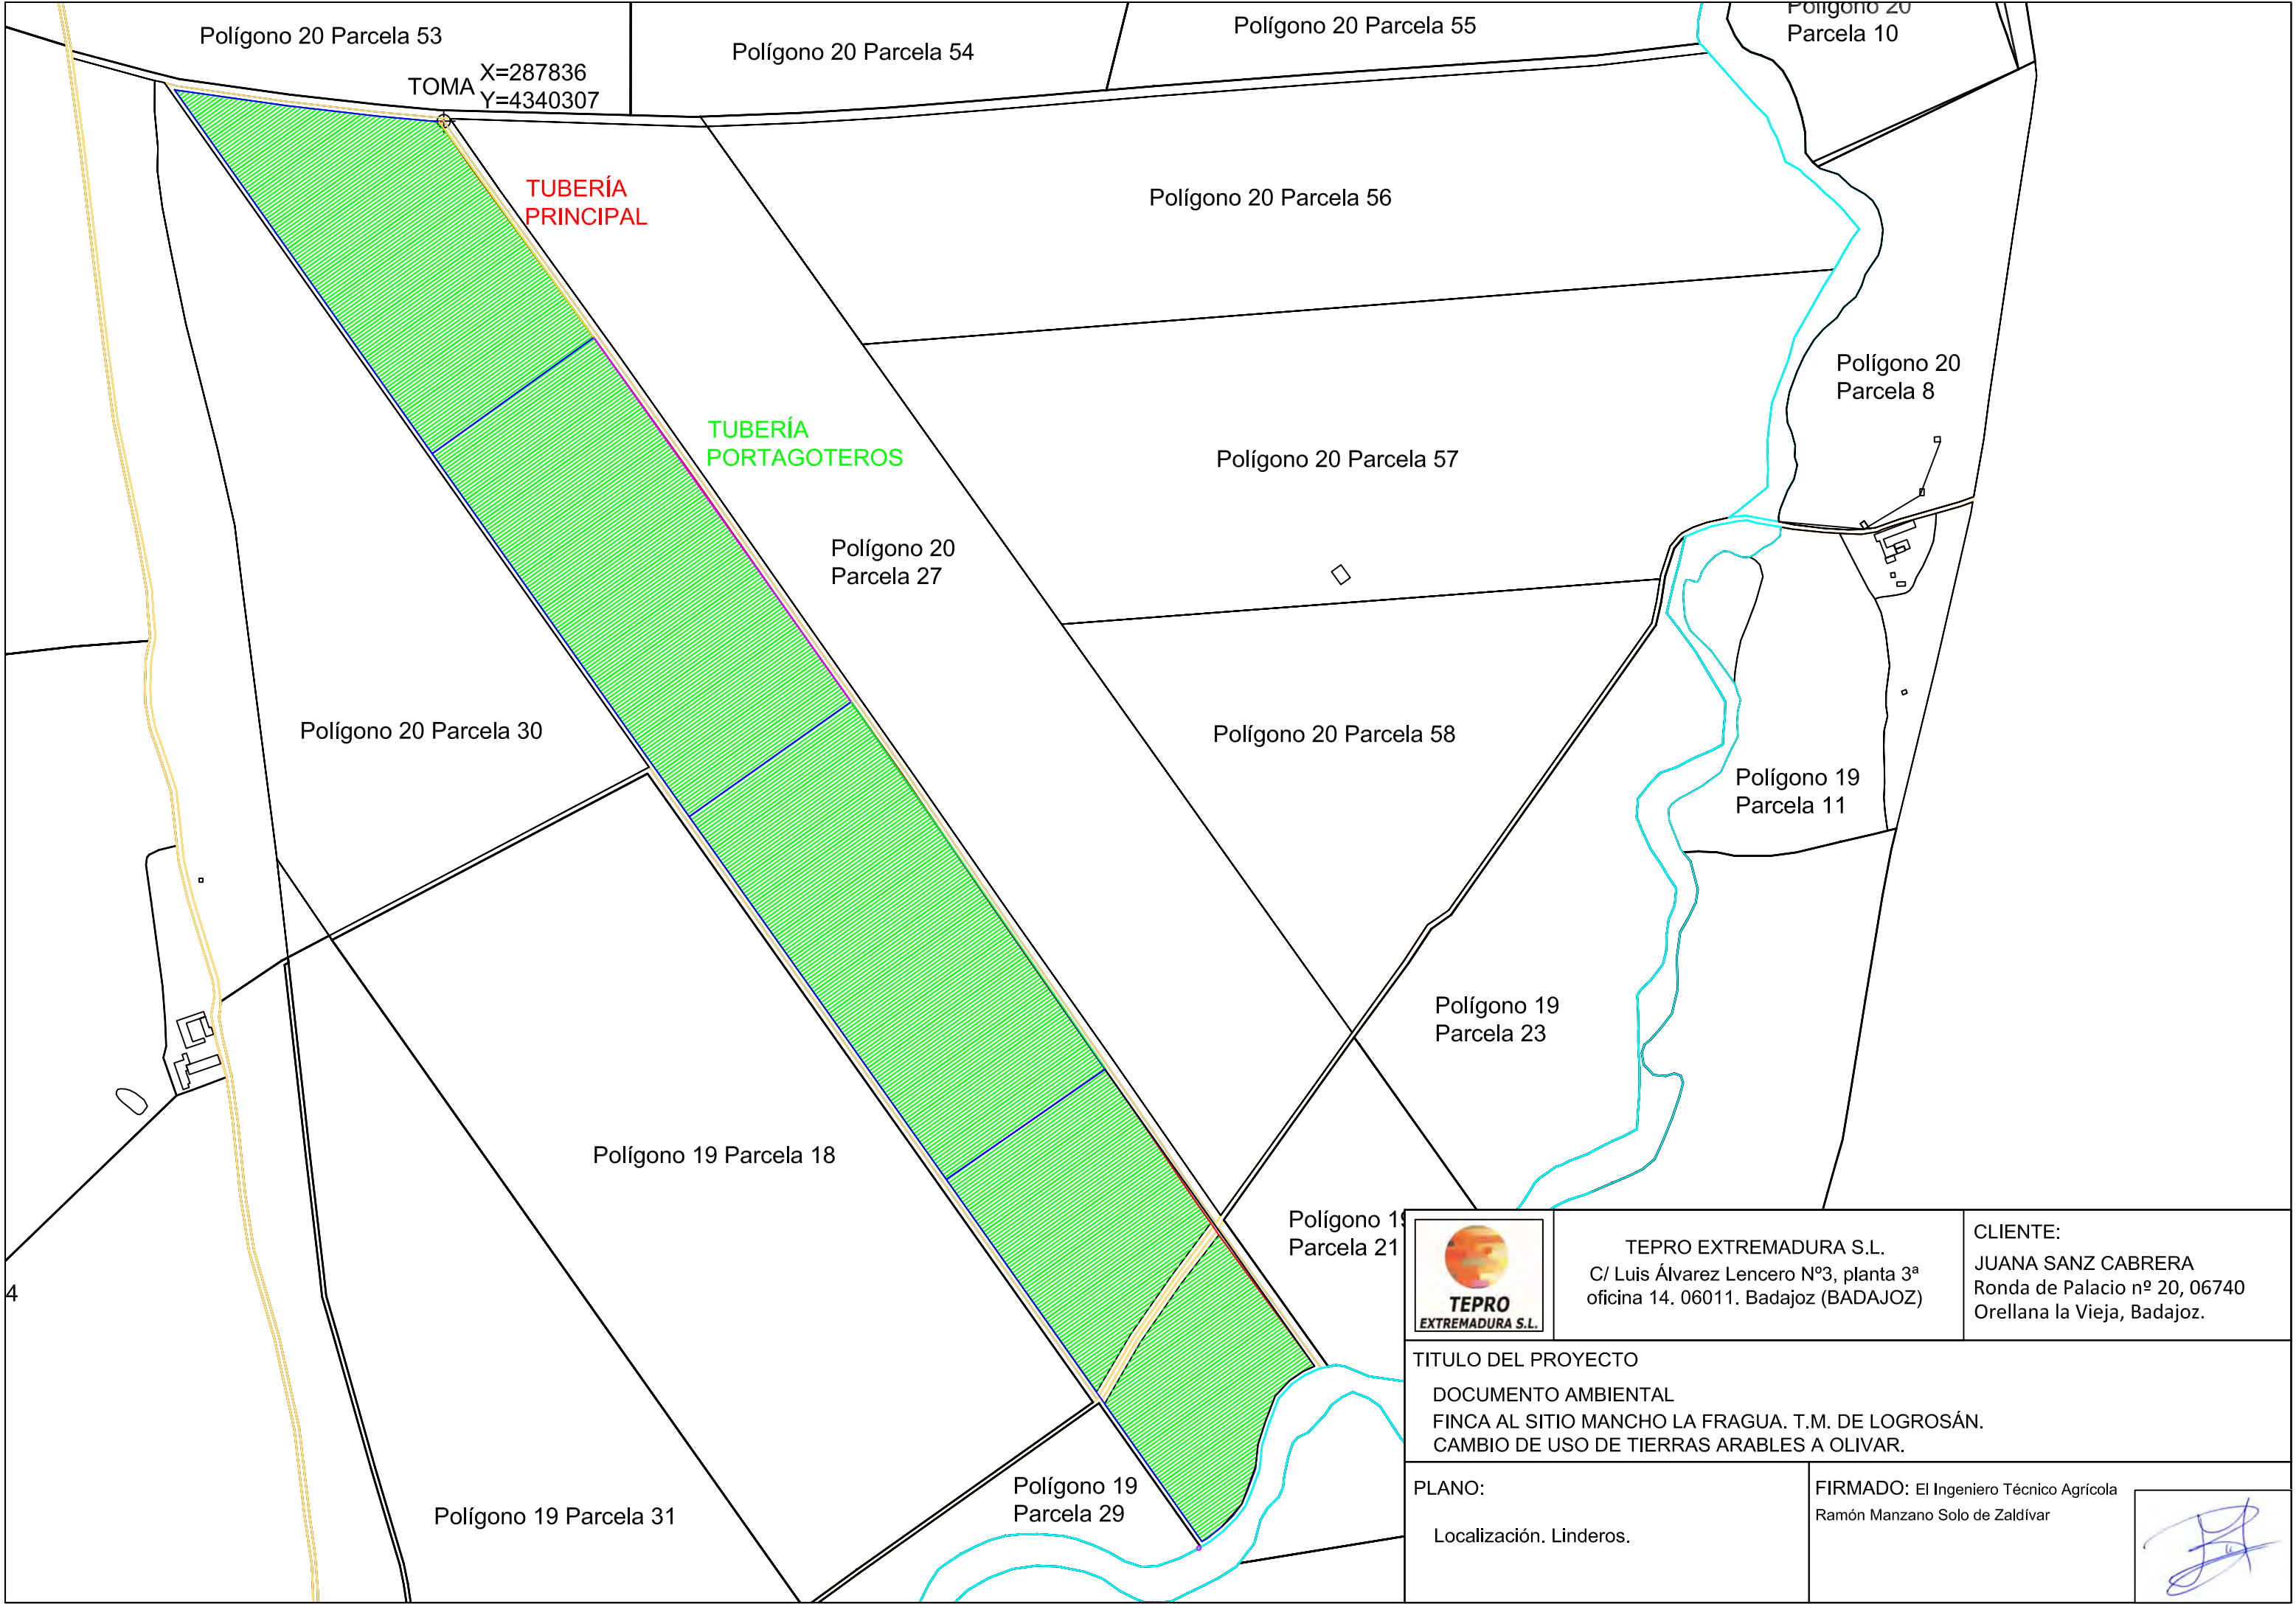 Polígono 20 Parcela 53
Polígono 20 Parcela 54
Polígono 20 Parcela 55
Polígono 20
Parcela 10
TOMA
X=287836
Y=4340307
TUBERÍA
PRINCIPAL
Polígono 20 Parcela 56
Polígono 20
Parcela 8
TUBERÍA
PORTAGOTEROS
Polígono 20 Parcela 57
Polígono 20
Parcela 27
Polígono 20 Parcela 30
Polígono 20 Parcela 58
Polígono 19
Parcela 11
Polígono 19
Parcela 23
Polígono 19 Parcela 18
Polígono 19
Parcela 21
4
Polígono 19
Parcela 29
Polígono 19 Parcela 31
TEPRO
EXTREMADURA S.L.
TEPRO EXTREMADURA S.L.
C/ Luis Álvarez Lencero Nº3, planta 3ª
oficina 14. 06011. Badajoz (BADAJOZ)
CLIENTE:
JUANA SANZ CABRERA
Ronda de Palacio nº 20, 06740
Orellana la Vieja, Badajoz.
TITULO DEL PROYECTO
DOCUMENTO AMBIENTAL
FINCA AL SITIO MANCHO LA FRAGUA. T.M. DE LOGROSÁN.
CAMBIO DE USO DE TIERRAS ARABLES A OLIVAR.
PLANO:
Localización. Linderos.
FIRMADO: El Ingeniero Técnico Agrícola
Ramón Manzano Solo de Zaldívar